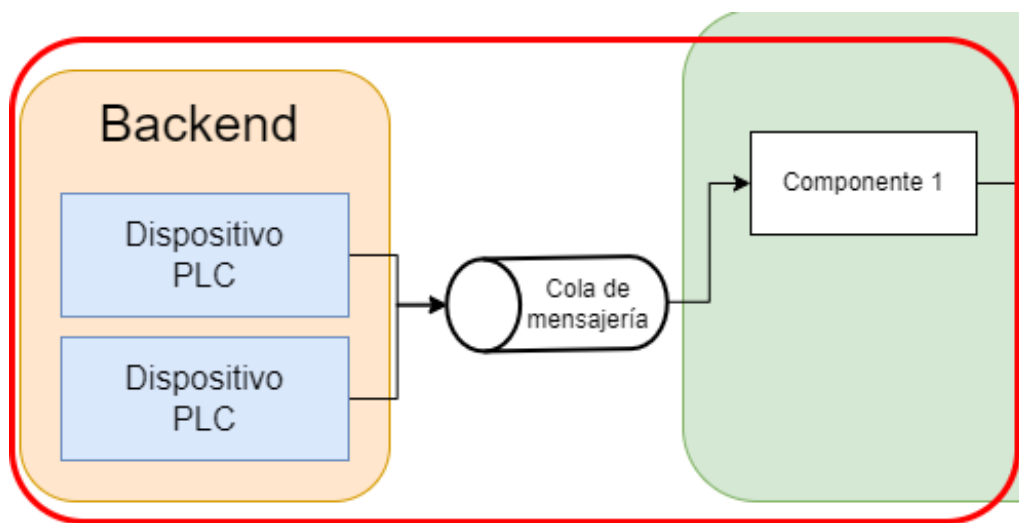 Backend
Dispositivo
PLC
Dispositivo
PLC
Cola de
mensajería
Componente 1